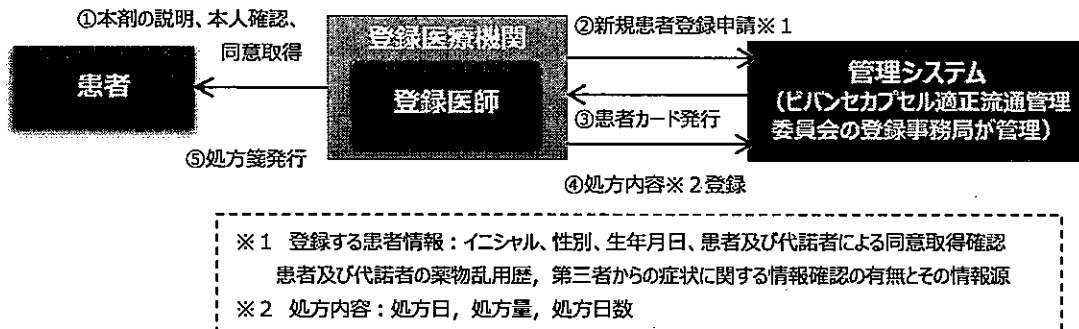 ①本剤の説明、本人確認、
同意取得
患者
登録医療機関
登録医師
②新規患者登録申請※1
③患者カード発行
管理システム
(ビバンセカプセル適正流通管理
委員会の登録事務局が管理)
⑤処方箋発行
④処方内容※2登録
※1 登録する患者情報：イニシャル、性別、生年月日、患者及び代諾者による同意取得確認
患者及び代諾者の薬物乱用歴，第三者からの症状に関する情報確認の有無とその情報源
※2 処方内容：処方日，処方量，処方日数